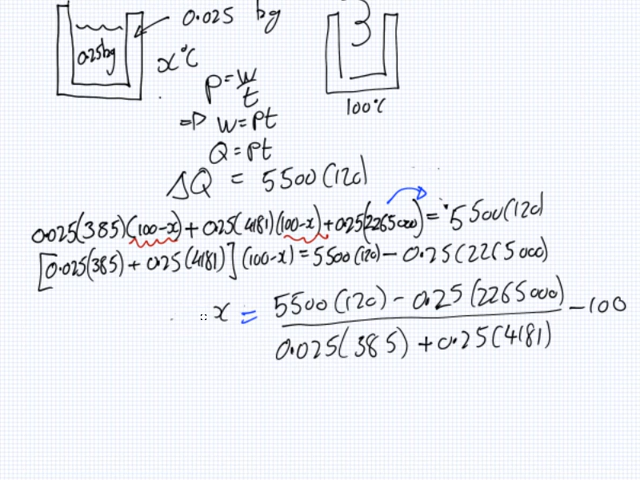 0.025 kg
0.25kg
x°C
100°C
P=W/t
⇒ W=Pt
Q=Pt
ΔQ = 5500(120)
0.025(385)(100-x)+0.25(4181)(100-x)+0.25(2265000)=5500(120)
[0.025(385)+0.25(4181)](100-x)=5500(120)-0.25(2265000)
x = (5500(120)-0.25(2265000))/(0.025(385)+0.25(4181)) -100